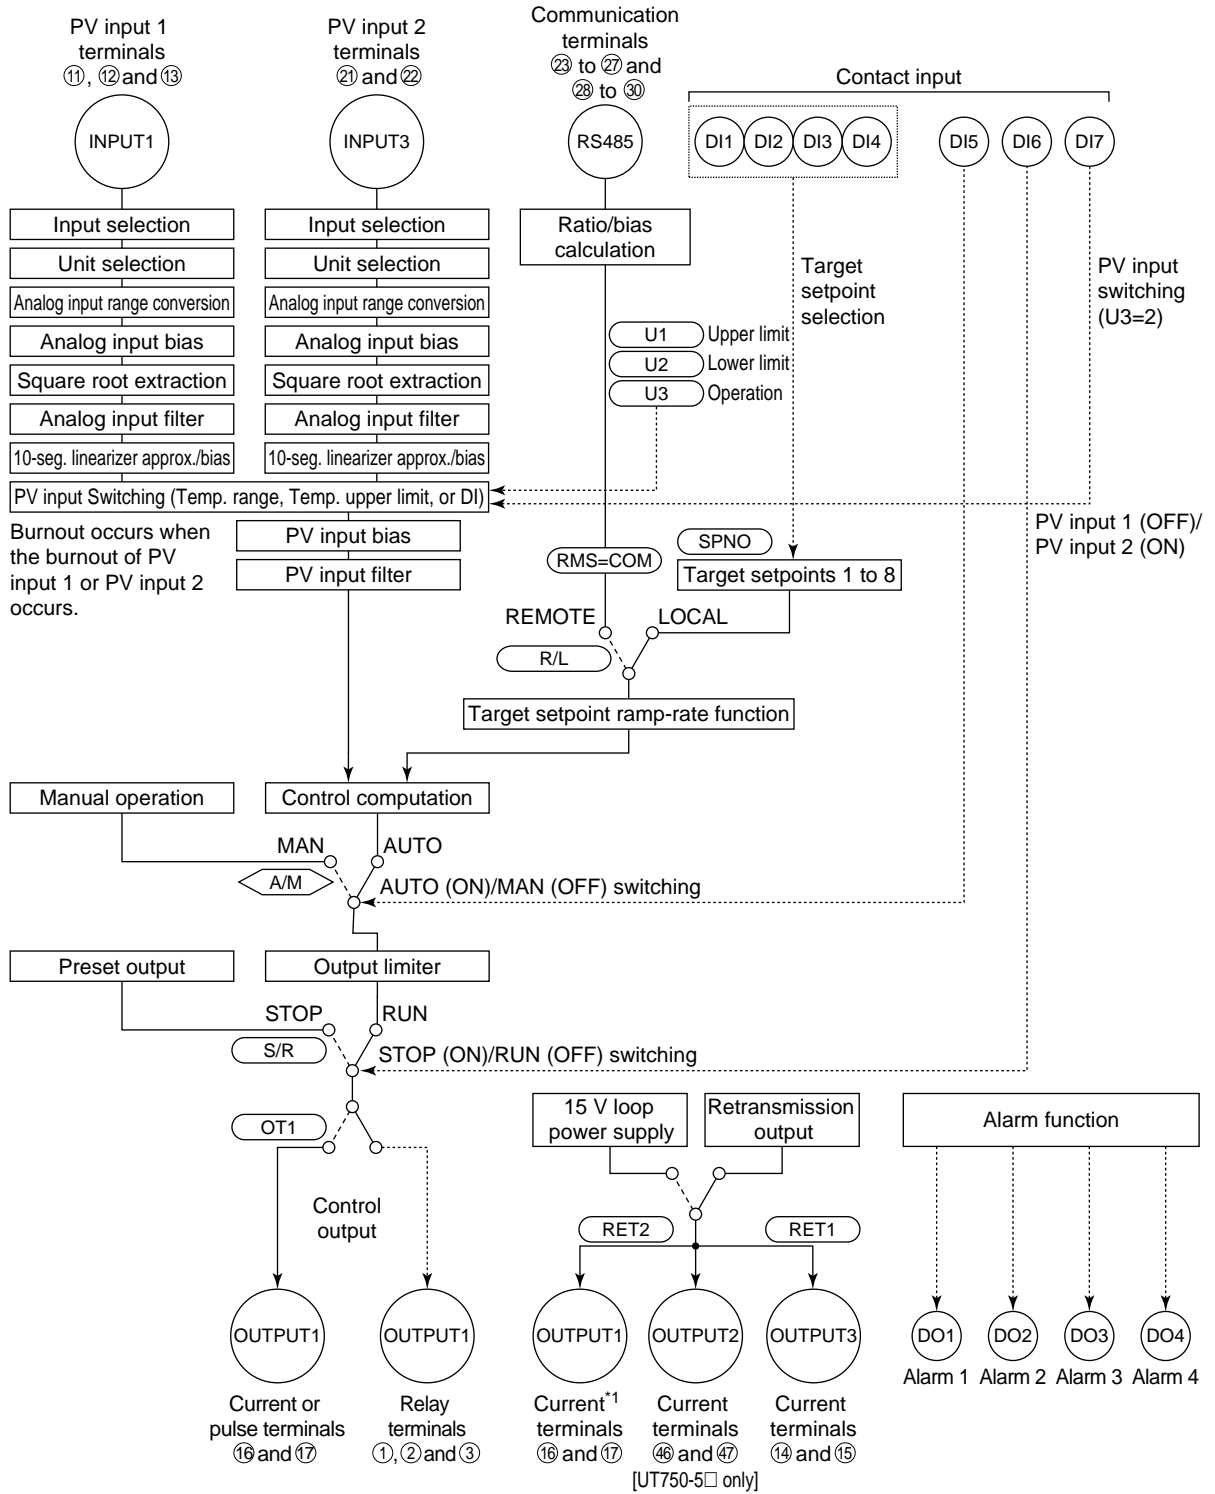 PV input 1
terminals
⑪, ⑫ and ⑬
PV input 2
terminals
㉑ and ㉒
Communication
terminals
㉓ to ㉗ and
㉘ to ㉚
Contact input
INPUT1
INPUT3
RS485
DI1
DI2
DI3
DI4
DI5
DI6
DI7
Input selection
Unit selection
Analog input range conversion
Analog input bias
Square root extraction
Analog input filter
10-seg. linearizer approx./bias
Input selection
Unit selection
Analog input range conversion
Analog input bias
Square root extraction
Analog input filter
10-seg. linearizer approx./bias
Ratio/bias
calculation
Target
setpoint
selection
PV input
switching
(U3=2)
U1 Upper limit
U2 Lower limit
U3 Operation
PV input Switching (Temp. range, Temp. upper limit, or DI)
Burnout occurs when
the burnout of PV
input 1 or PV input 2
occurs.
PV input bias
PV input filter
PV input 1 (OFF)/
PV input 2 (ON)
SPNO
RMS=COM
Target setpoints 1 to 8
REMOTE
LOCAL
R/L
Target setpoint ramp-rate function
Manual operation
Control computation
MAN
AUTO
A/M
AUTO (ON)/MAN (OFF) switching
Preset output
Output limiter
STOP
RUN
S/R
STOP (ON)/RUN (OFF) switching
OT1
Control
output
15 V loop
power supply
Retransmission
output
Alarm function
RET2
RET1
OUTPUT1
OUTPUT1
OUTPUT1
OUTPUT2
OUTPUT3
DO1
DO2
DO3
DO4
Alarm 1
Alarm 2
Alarm 3
Alarm 4
Current or
pulse terminals
⑯ and ⑰
Relay
terminals
①, ② and ③
Current*1
terminals
⑯ and ⑰
Current
terminals
㊻ and ㊼
[UT750-5□ only]
Current
terminals
⑭ and ⑮